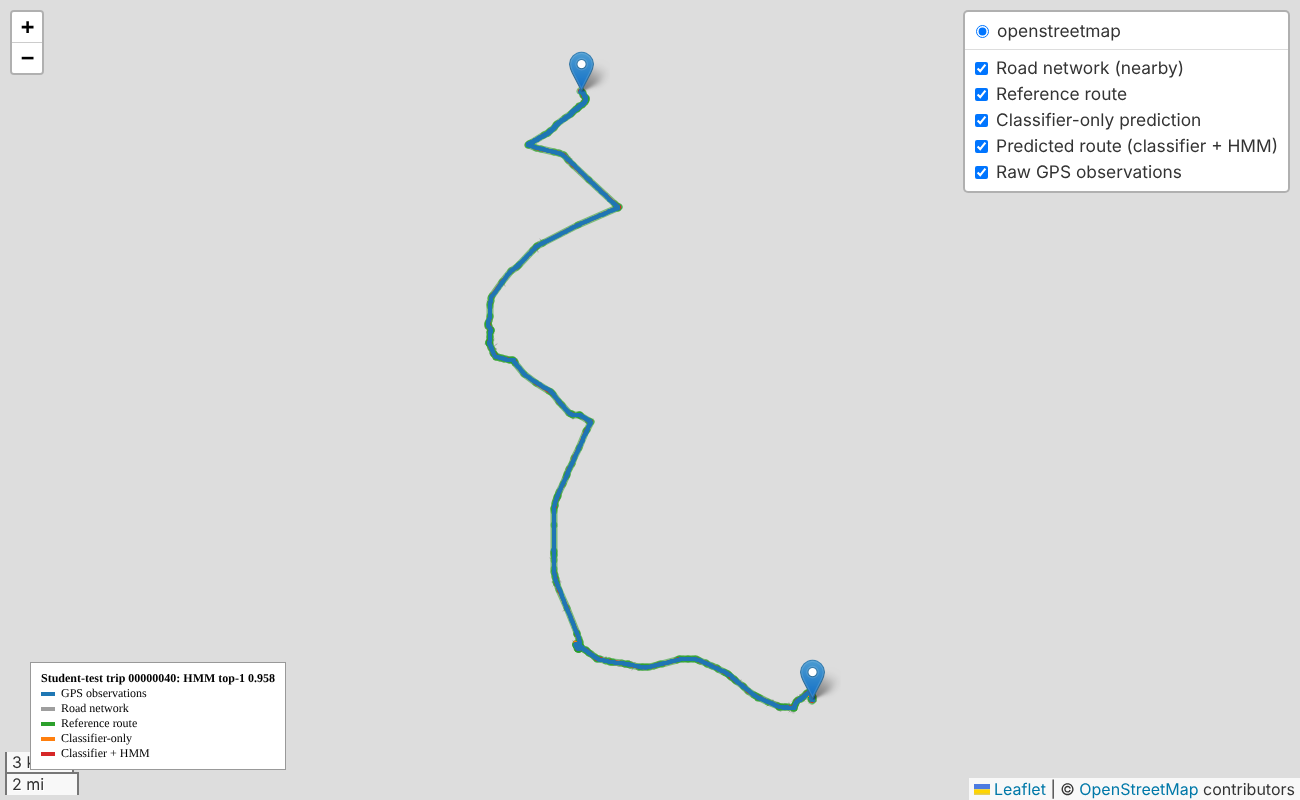 +
−
openstreetmap
Road network (nearby)
Reference route
Classifier-only prediction
Predicted route (classifier + HMM)
Raw GPS observations
Student-test trip 00000040: HMM top-1 0.958
GPS observations
Road network
Reference route
Classifier-only
Classifier + HMM
3
2 mi
Leaflet | © OpenStreetMap contributors